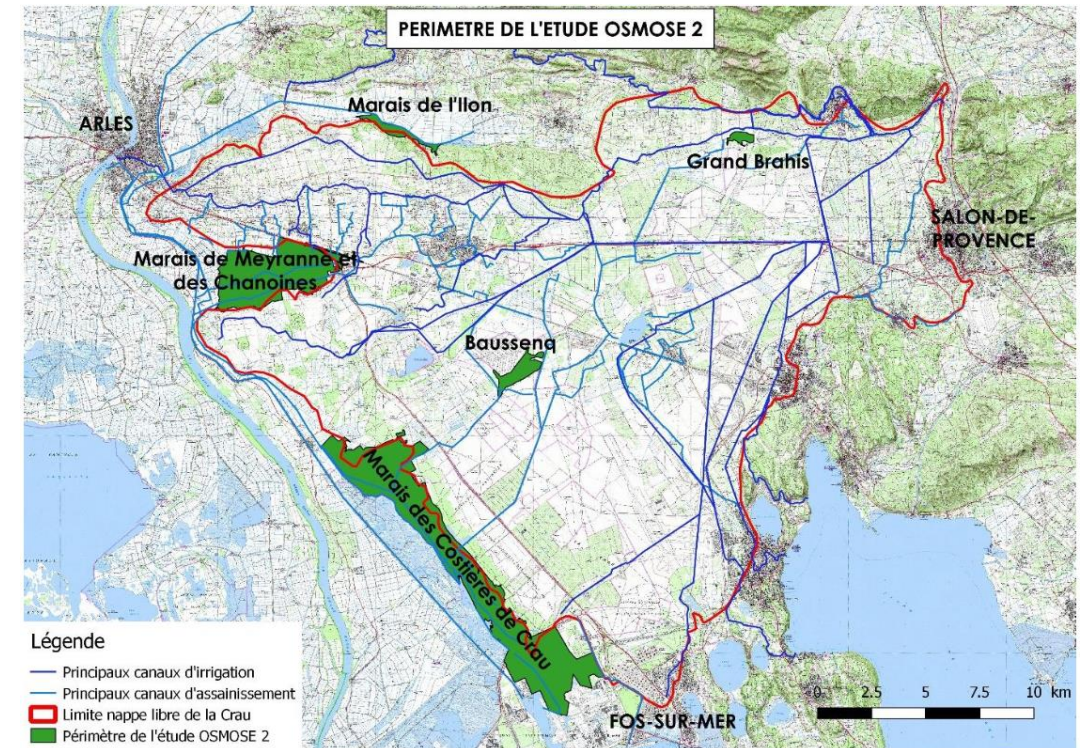 PERIMETRE DE L'ETUDE OSMOSE 2
Marais de l'Ilon
ARLES
Grand Brahis
SALON-DE-
PROVENCE
Marais de Meyranne et
des Chanoines
Baussenq
Marais des Costières de Crau
FOS-SUR-MER
Légende
Principaux canaux d'irrigation
Principaux canaux d'assainissement
Limite nappe libre de la Crau
Périmètre de l'étude OSMOSE 2
0 2.5 5 7.5 10 km